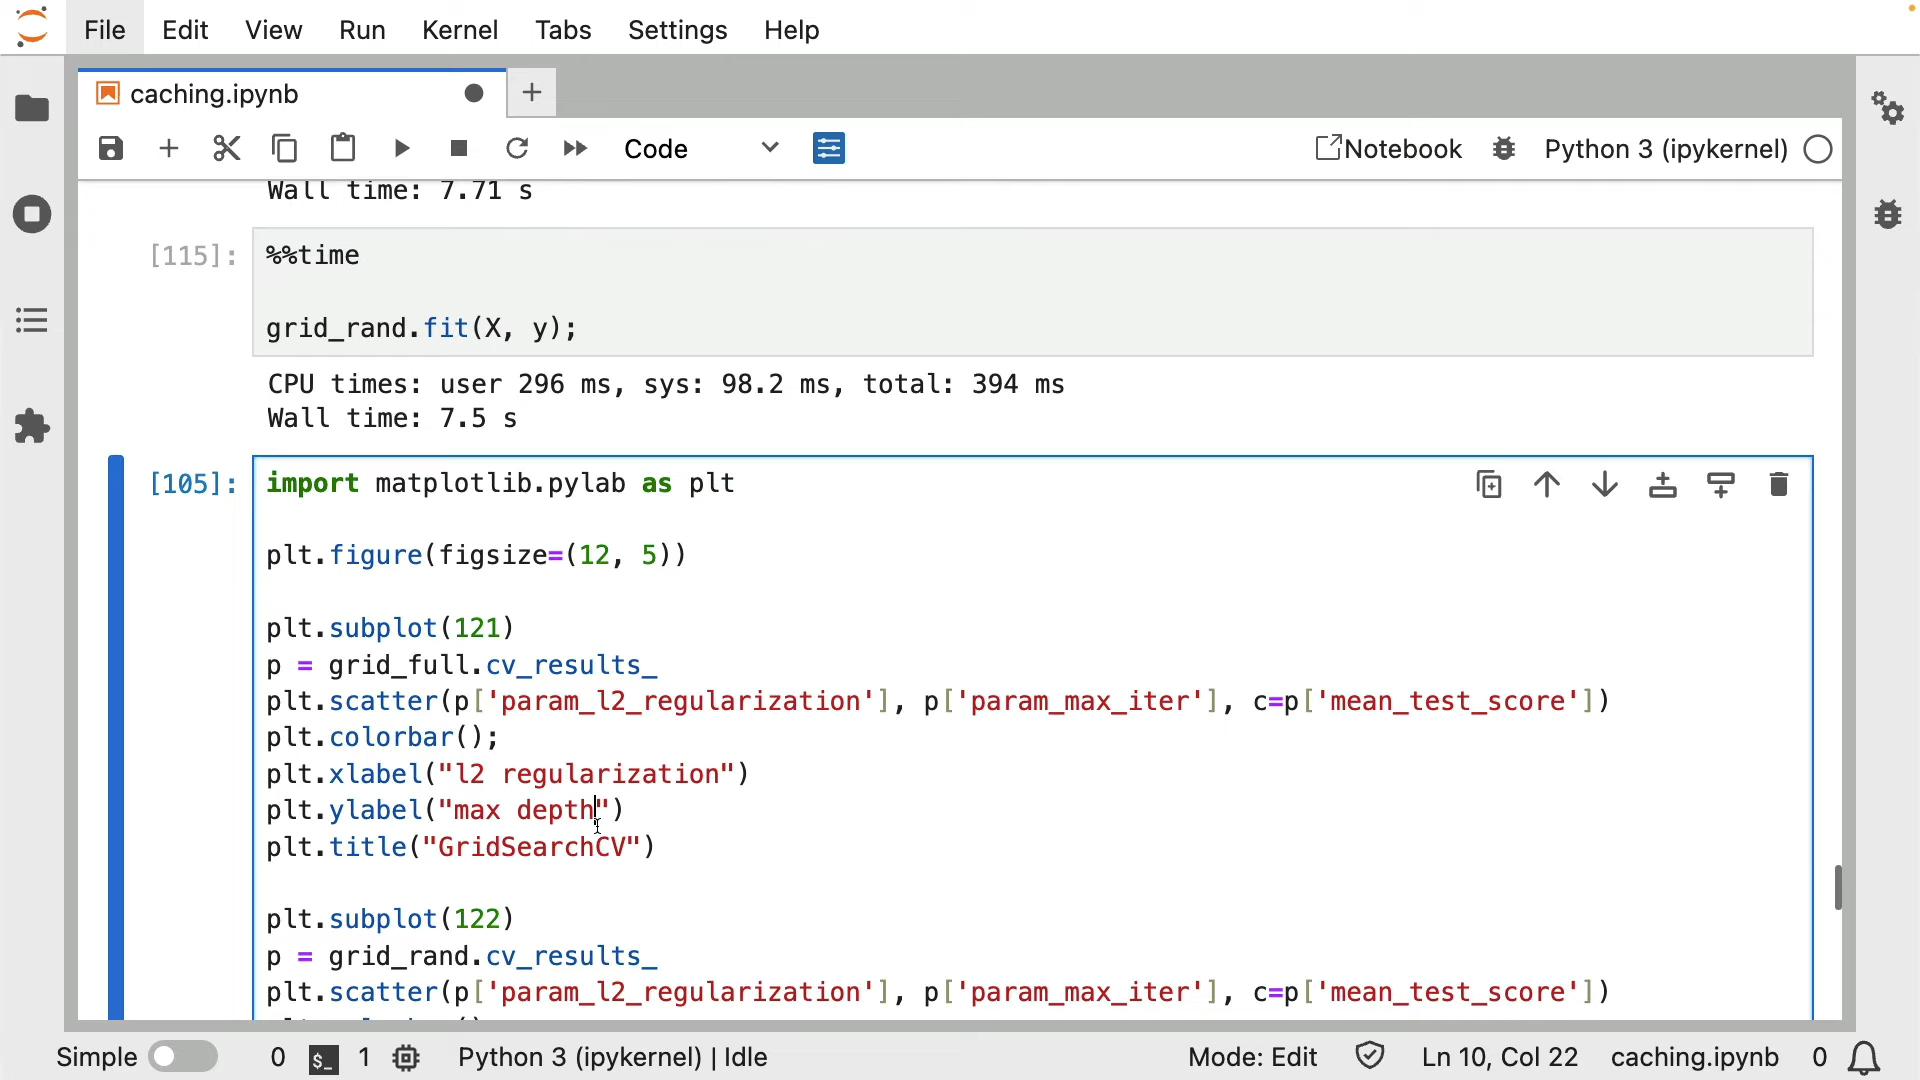 File Edit View Run Kernel Tabs Settings Help
caching.ipynb
Code
Notebook
Python 3 (ipykernel)
Wall time: 7.71 s
[115]:
%%time
grid_rand.fit(X, y);
CPU times: user 296 ms, sys: 98.2 ms, total: 394 ms
Wall time: 7.5 s
[105]:
import matplotlib.pylab as plt
plt.figure(figsize=(12, 5))
plt.subplot(121)
p = grid_full.cv_results_
plt.scatter(p['param_l2_regularization'], p['param_max_iter'], c=p['mean_test_score'])
plt.colorbar();
plt.xlabel("l2 regularization")
plt.ylabel("max depth")
plt.title("GridSearchCV")
plt.subplot(122)
p = grid_rand.cv_results_
plt.scatter(p['param_l2_regularization'], p['param_max_iter'], c=p['mean_test_score'])
Simple 0 $_ 1 Python 3 (ipykernel) | Idle Mode: Edit Ln 10, Col 22 caching.ipynb 0